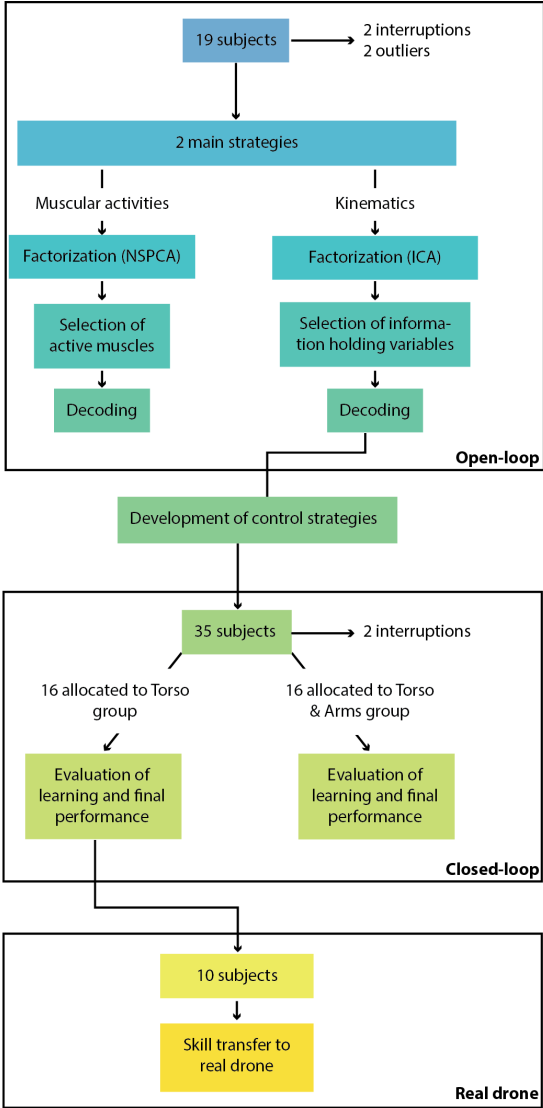 19 subjects
2 interruptions
2 outliers
2 main strategies
Muscular activities
Kinematics
Factorization (NSPCA)
Factorization (ICA)
Selection of
active muscles
Selection of informa-
tion holding variables
Decoding
Decoding
Open-loop
Development of control strategies
35 subjects
2 interruptions
16 allocated to Torso
group
16 allocated to Torso
& Arms group
Evaluation of
learning and final
performance
Evaluation of
learning and final
performance
Closed-loop
10 subjects
Skill transfer to
real drone
Real drone